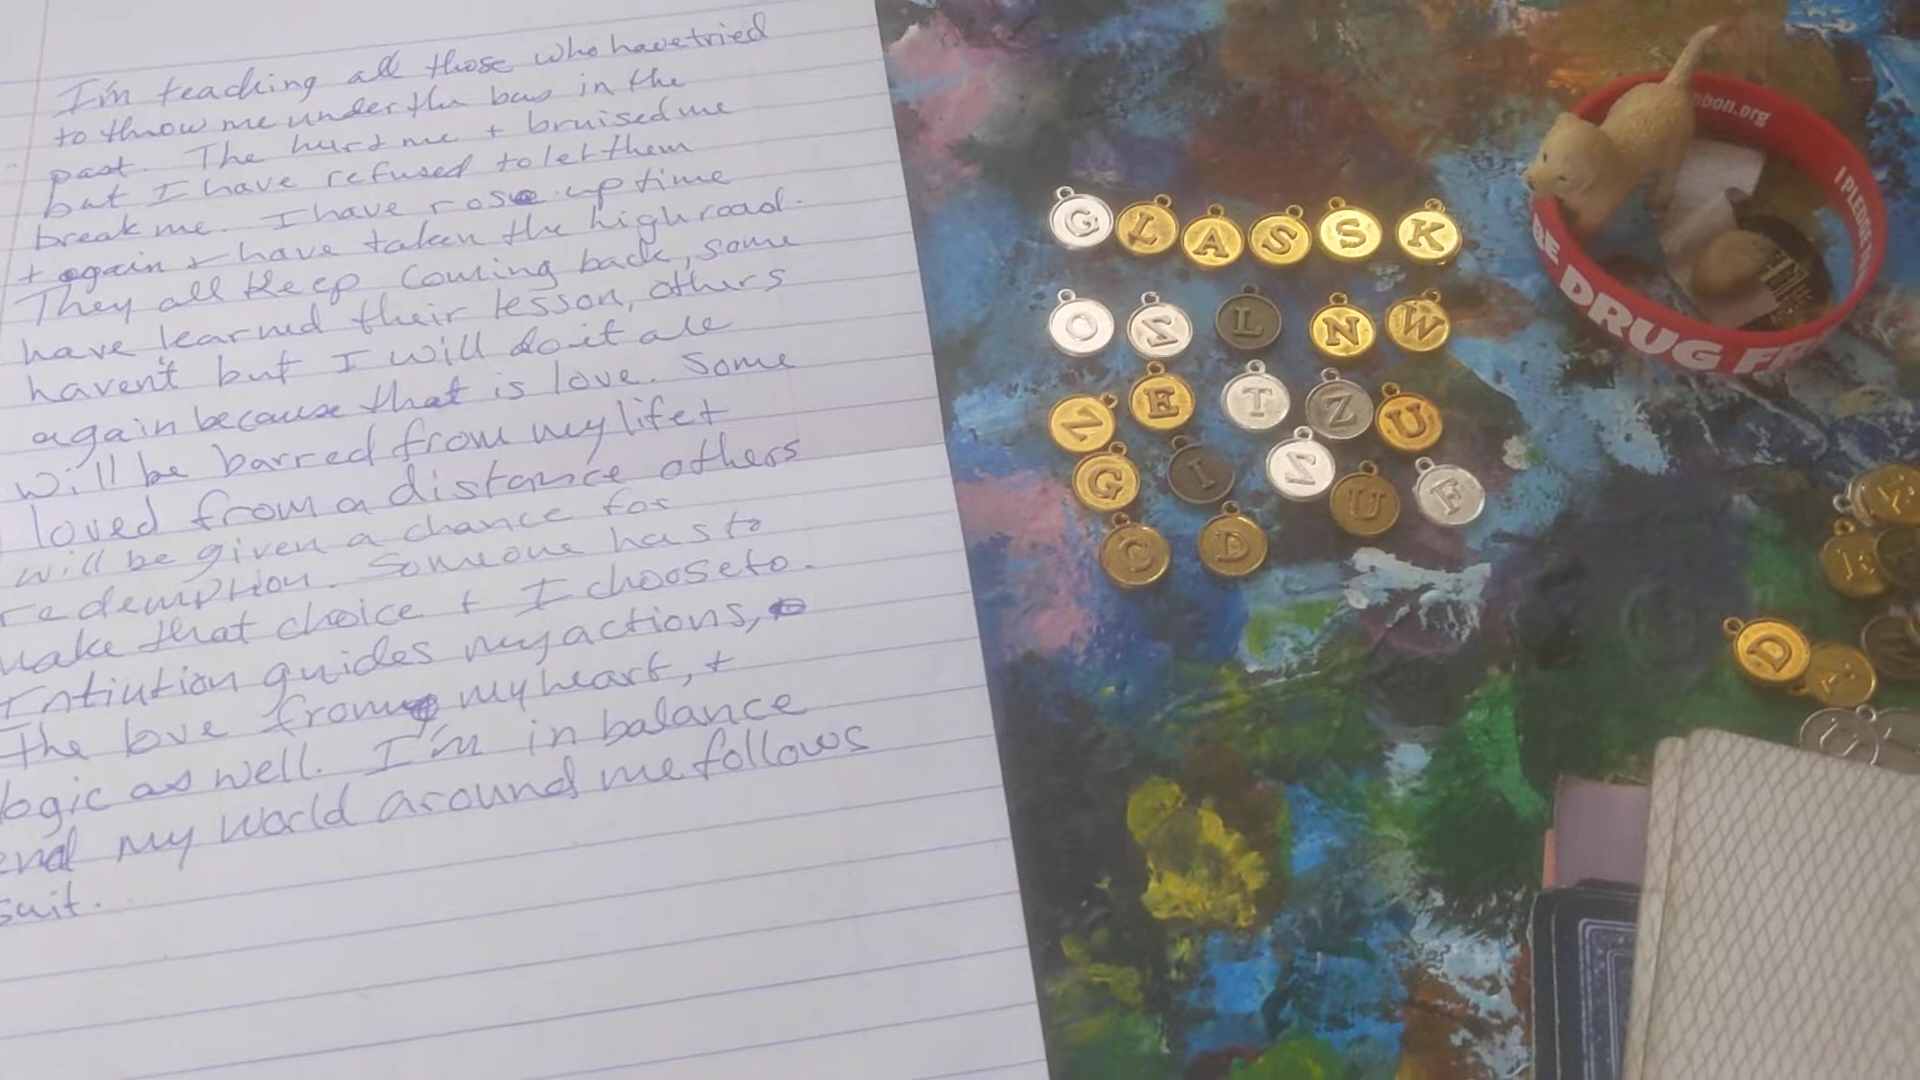 I'm teaching all those who have tried
to throw me under the bus in the
past. The hurt me + bruised me
but I have refused to let them
break me. I have rose up time
+ again + have taken the high road.
They all keep coming back, some
have learned their lesson, others
haven't but I will do it all
again because that is love. Some
will be barred from my life +
loved from a distance others
will be given a chance for
redemption. Someone has to
make that choice + I choose to.
Intiution guides my actions,
the love from my heart, +
logic as well. I'm in balance
and my world around me follows
suit.
G L A S S K
O S L N W
N E T Z U
G I S U F
C D
bbon.org
I PLEDGE
BE DRUG FR
D